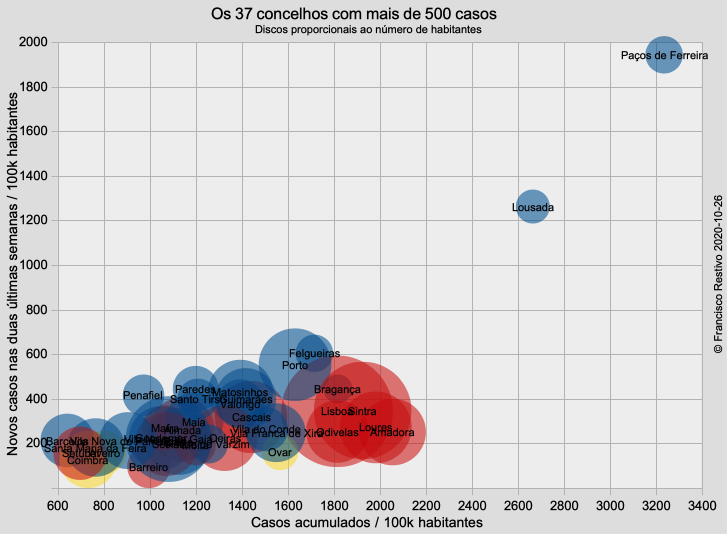 Os 37 concelhos com mais de 500 casos
Discos proporcionais ao número de habitantes
2000
1800
1600
1400
1200
1000
800
600
400
200
Novos casos nas duas últimas semanas / 100k habitantes
Paços de Ferreira
Lousada
Felgueiras
Porto
Penafiel
Paredes
Santo Tirso
Matosinhos
Guimarães
Valongo
Bragança
Lisboa
Sintra
Cascais
Maia
Mafra
Almada
Vila do Conde
Vila Franca de Xira
Odivelas
Loures
Amadora
Oeiras
Ovar
Santa Maria da Feira
Setúbal
Aveiro
Coimbra
Barreiro
600 800 1000 1200 1400 1600 1800 2000 2200 2400 2600 2800 3000 3200 3400
Casos acumulados / 100k habitantes
© Francisco Restivo 2020-10-26